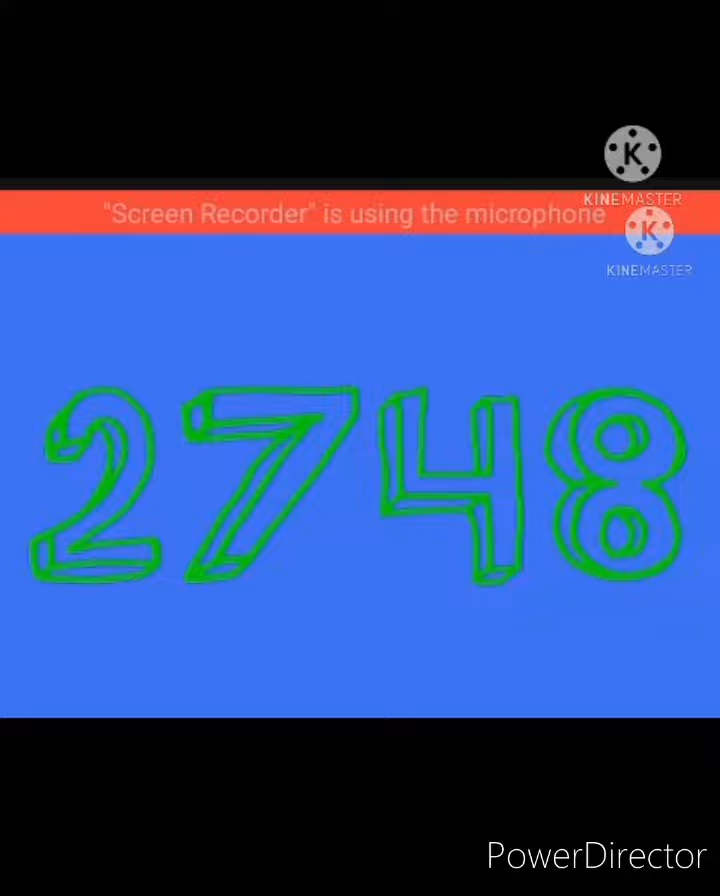 K
KINEMASTER
"Screen Recorder" is using the microphone
K
KINEMASTER
2748
PowerDirector